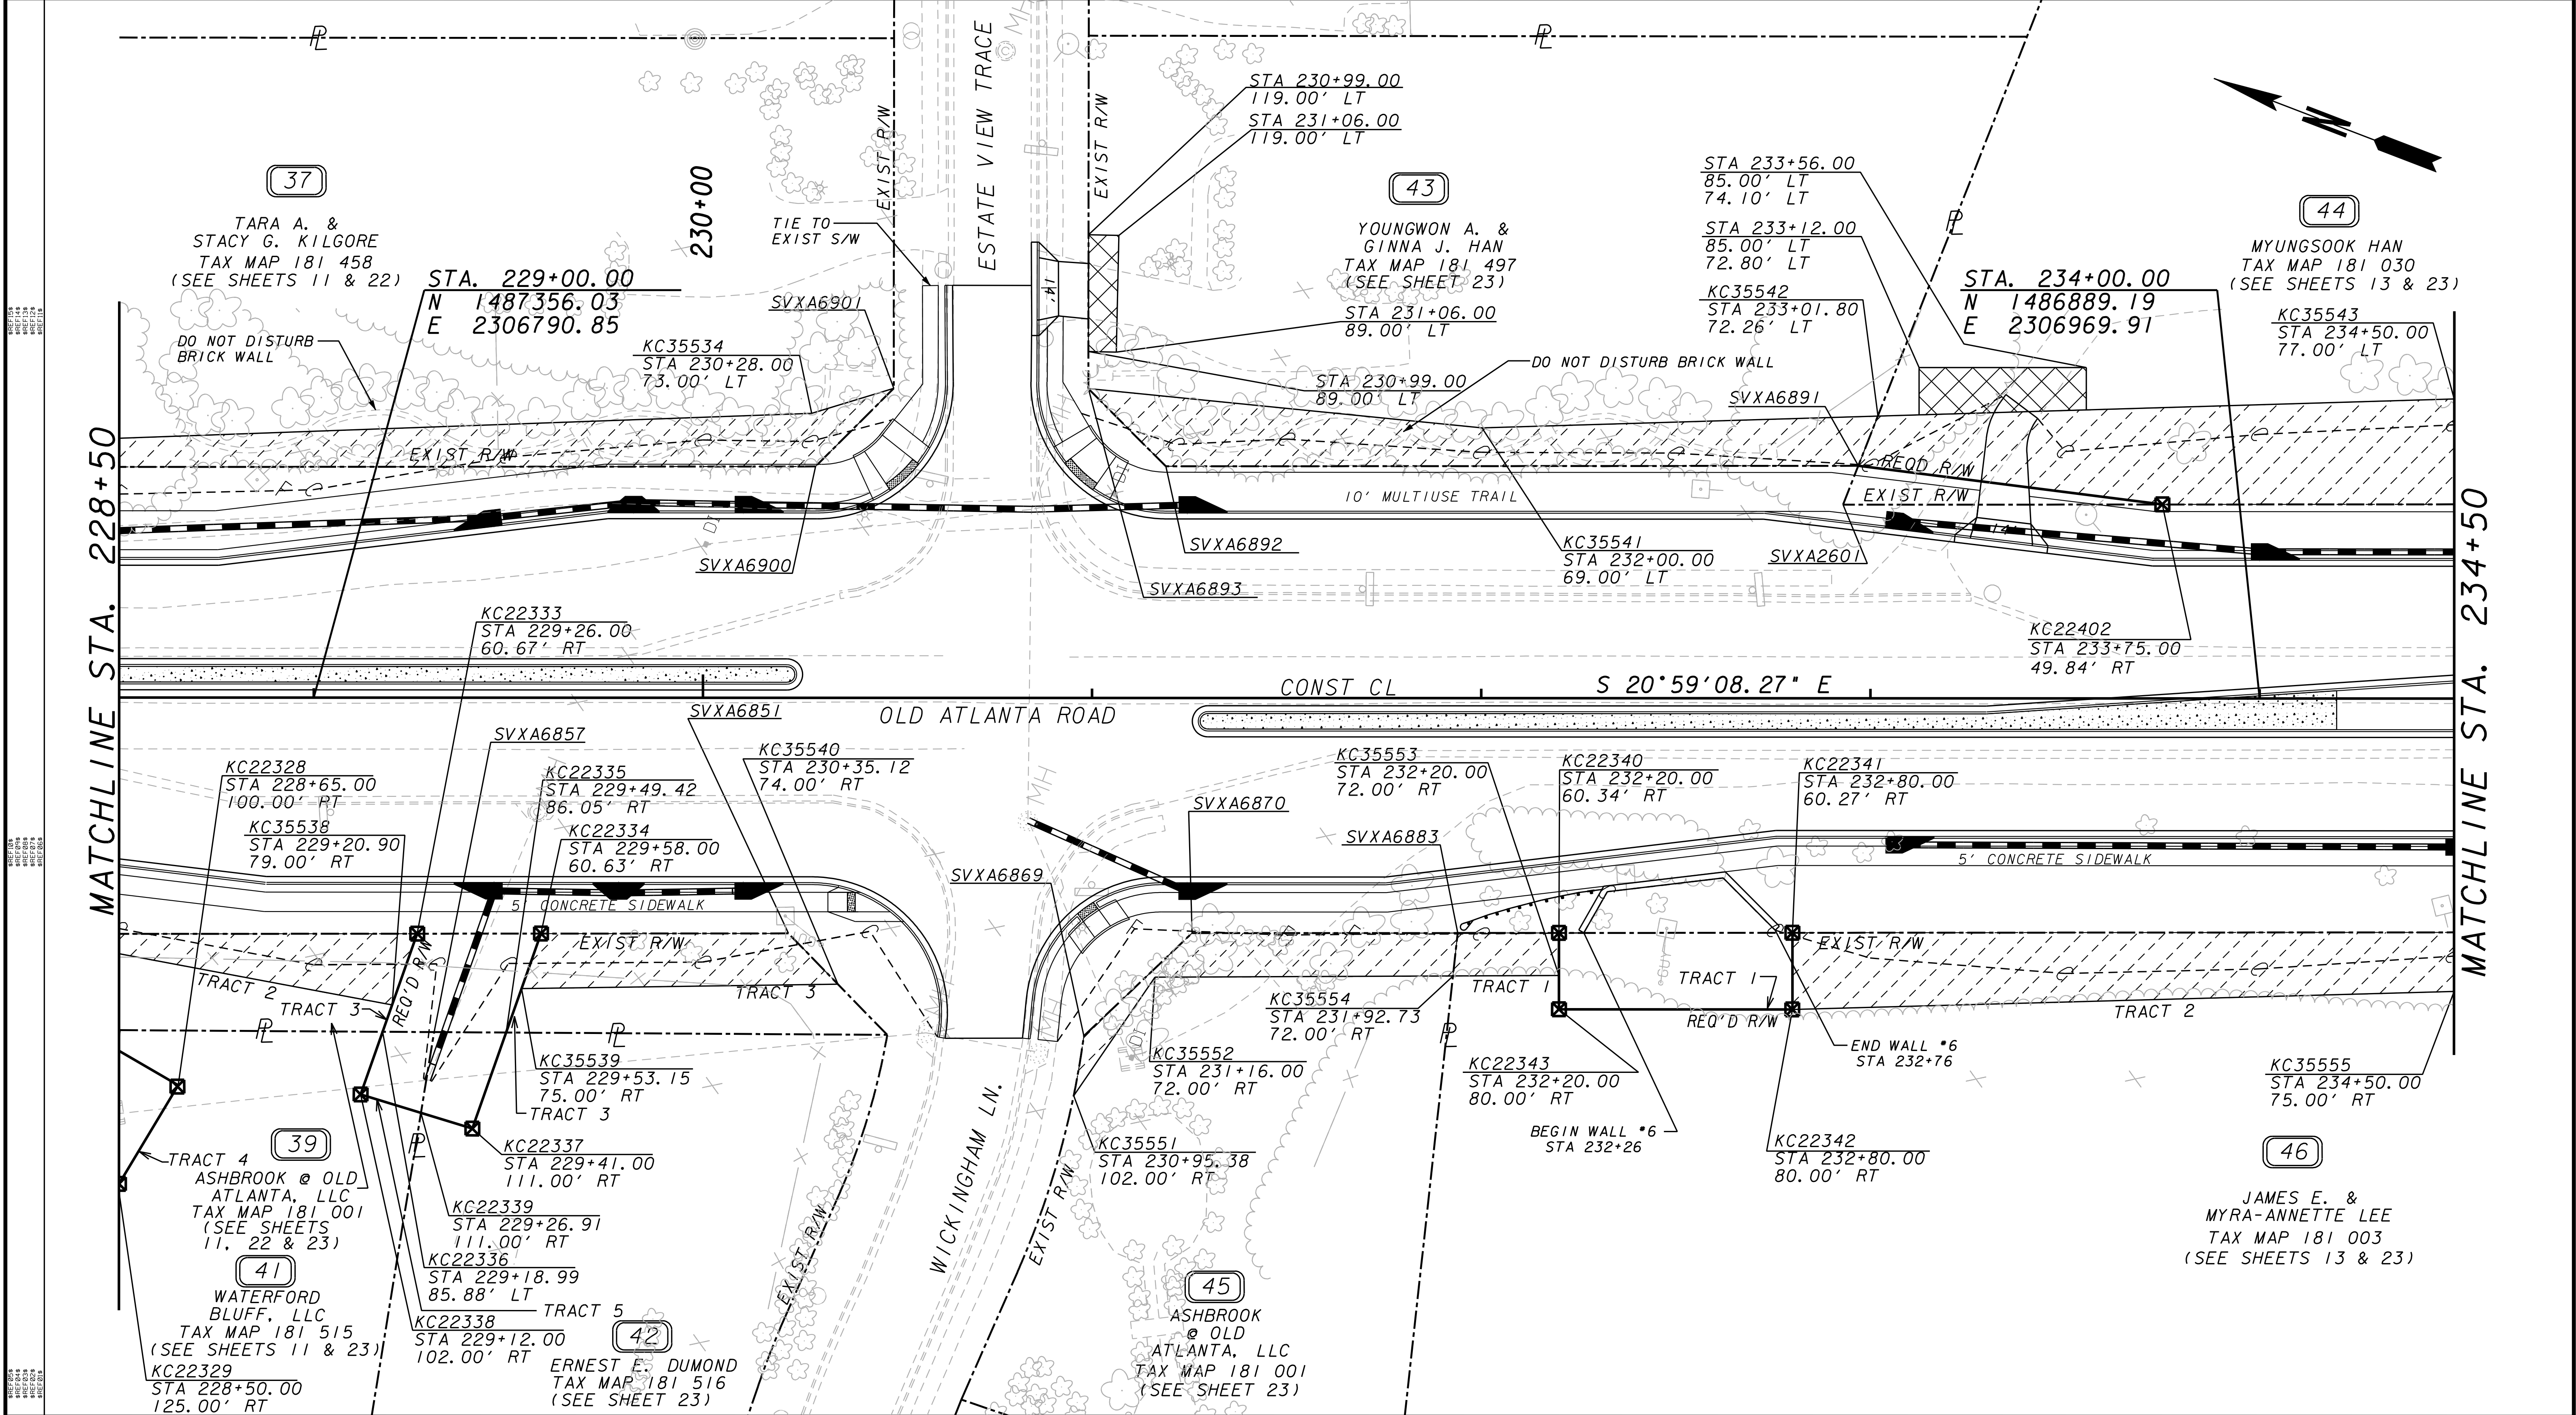 MATCHLINE STA. 228+50
37
TARA A. &
STACY G. KILGORE
TAX MAP 181 458
(SEE SHEETS 11 & 22)
DO NOT DISTURB
BRICK WALL
STA. 229+00.00
N 1487356.03
E 2306790.85
230+00
KC35534
STA 230+28.00
73.00' LT
SVXA6901
TIE TO
EXIST S/W
EXIST R/W
ESTATE VIEW TRACE
EXIST R/W
14'
MH
STA 230+99.00
119.00' LT
STA 231+06.00
119.00' LT
43
YOUNGWON A. &
GINNA J. HAN
TAX MAP 181 497
(SEE SHEET 23)
STA 231+06.00
89.00' LT
STA 230+99.00
89.00' LT
DO NOT DISTURB BRICK WALL
STA 233+56.00
85.00' LT
74.10' LT
STA 233+12.00
85.00' LT
72.80' LT
KC35542
STA 233+01.80
72.26' LT
SVXA6891
N
44
MYUNGSOOK HAN
TAX MAP 181 030
(SEE SHEETS 13 & 23)
STA. 234+00.00
N 1486889.19
E 2306969.91
KC35543
STA 234+50.00
77.00' LT
MATCHLINE STA. 234+50
EXIST R/W
REQD R/W
EXIST R/W
10' MULTIUSE TRAIL
14'
DI
SVXA6900
SVXA6892
SVXA6893
KC35541
STA 232+00.00
69.00' LT
SVXA2601
KC22402
STA 233+75.00
49.84' RT
KC22333
STA 229+26.00
60.67' RT
CONST CL
S 20°59'08.27" E
OLD ATLANTA ROAD
SVXA6851
SVXA6857
KC22328
STA 228+65.00
100.00' RT
KC35538
STA 229+20.90
79.00' RT
KC22335
STA 229+49.42
86.05' RT
KC22334
STA 229+58.00
60.63' RT
KC35540
STA 230+35.12
74.00' RT
MH
SVXA6870
SVXA6869
KC35553
STA 232+20.00
72.00' RT
SVXA6883
KC22340
STA 232+20.00
60.34' RT
KC22341
STA 232+80.00
60.27' RT
5' CONCRETE SIDEWALK
5' CONCRETE SIDEWALK
EXIST R/W
EXIST R/W
REQ'D R/W
TRACT 2
TRACT 3
TRACT 3
TRACT 1
TRACT 1
REQ'D R/W
TRACT 2
KC35539
STA 229+53.15
75.00' RT
TRACT 3
DI
KC35552
STA 231+16.00
72.00' RT
KC35554
STA 231+92.73
72.00' RT
KC22343
STA 232+20.00
80.00' RT
BEGIN WALL #6
STA 232+26
END WALL #6
STA 232+76
KC22342
STA 232+80.00
80.00' RT
KC35555
STA 234+50.00
75.00' RT
KC22337
STA 229+41.00
111.00' RT
KC35551
STA 230+95.38
102.00' RT
39
TRACT 4
ASHBROOK @ OLD
ATLANTA, LLC
TAX MAP 181 001
(SEE SHEETS
11, 22 & 23)
KC22339
STA 229+26.91
111.00' RT
KC22336
STA 229+18.99
85.88' LT
TRACT 5
KC22338
STA 229+12.00
102.00' RT
41
WATERFORD
BLUFF, LLC
TAX MAP 181 515
(SEE SHEETS 11 & 23)
KC22329
STA 228+50.00
125.00' RT
42
ERNEST E. DUMOND
TAX MAP 181 516
(SEE SHEET 23)
EXIST R/W
WICKINGHAM LN.
EXIST R/W
45
ASHBROOK
@ OLD
ATLANTA, LLC
TAX MAP 181 001
(SEE SHEET 23)
46
JAMES E. &
MYRA-ANNETTE LEE
TAX MAP 181 003
(SEE SHEETS 13 & 23)